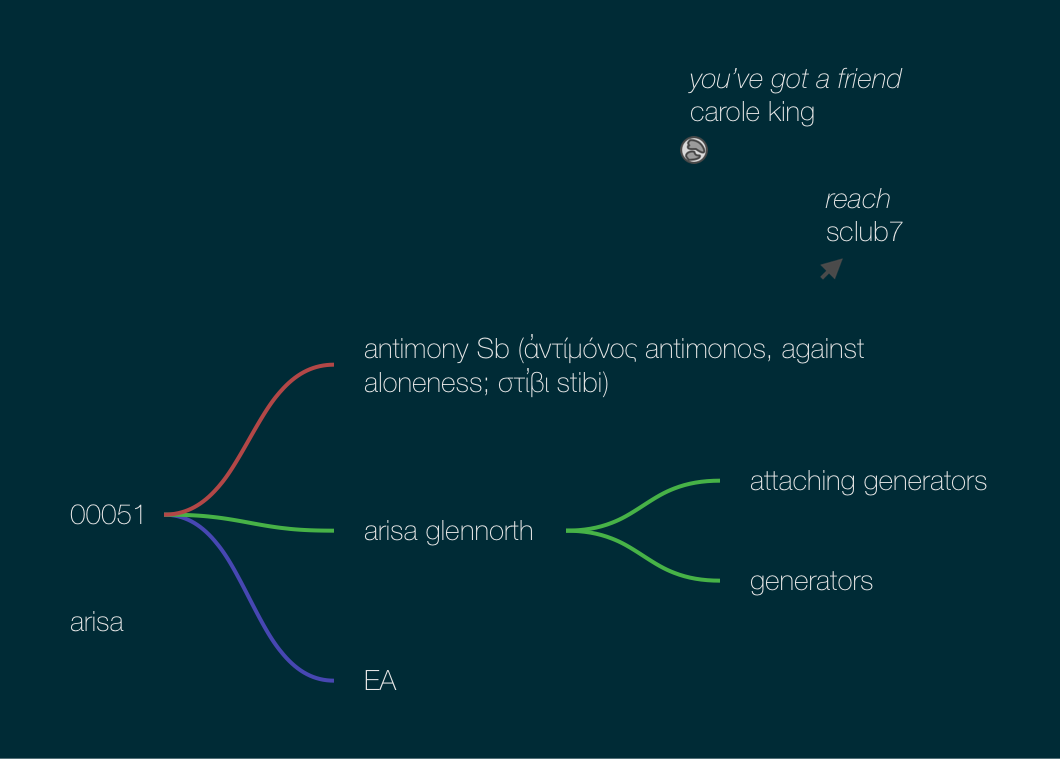 you've got a friend
carole king
reach
sclub7
antimony Sb (ἀντίμόνος antimonos, against
aloneness; στἰβι stibi)
attaching generators
00051
arisa glennorth
generators
arisa
EA